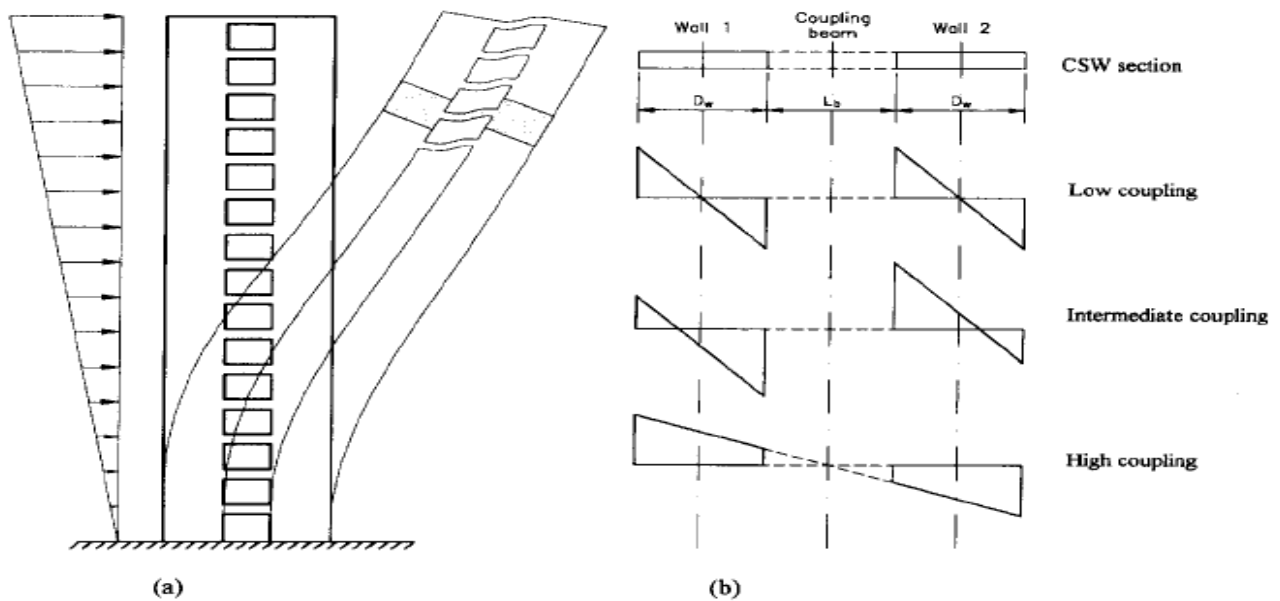 Wall 1
Coupling
beam
Wall 2
CSW section
Dw
Lb
Dw
Low coupling
Intermediate coupling
High coupling
(a)
(b)